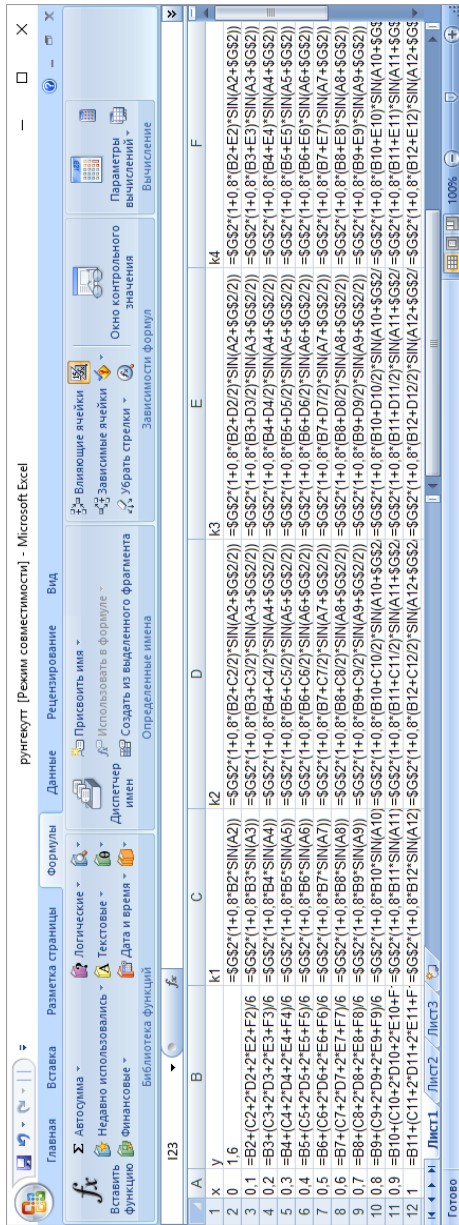 рунгекутт [Режим совместимости] - Microsoft Excel
Главная Вставка Разметка страницы Формулы Данные Рецензирование Вид
fx Вставить функцию
Σ Автосумма
Недавно использовались
Финансовые
Логические
Текстовые
Дата и время
Библиотека функций
Диспетчер имен
Присвоить имя
Использовать в формуле
Создать из выделенного фрагмента
Определенные имена
Влияющие ячейки
Зависимые ячейки
Убрать стрелки
Окно контрольного значения
Зависимости формул
Параметры вычислений
Вычисление
I23 fx
A B C D E F
1 x y k1 k2 k3 k4
2 0 1,6 =$G$2*(1+0,8*B2*SIN(A2)) =$G$2*(1+0,8*(B2+C2/2)*SIN(A2+$G$2/2)) =$G$2*(1+0,8*(B2+D2/2)*SIN(A2+$G$2/2)) =$G$2*(1+0,8*(B2+E2)*SIN(A2+$G$2))
3 0,1 =B2+(C2+2*D2+2*E2+F2)/6 =$G$2*(1+0,8*B3*SIN(A3)) =$G$2*(1+0,8*(B3+C3/2)*SIN(A3+$G$2/2)) =$G$2*(1+0,8*(B3+D3/2)*SIN(A3+$G$2/2)) =$G$2*(1+0,8*(B3+E3)*SIN(A3+$G$2))
4 0,2 =B3+(C3+2*D3+2*E3+F3)/6 =$G$2*(1+0,8*B4*SIN(A4)) =$G$2*(1+0,8*(B4+C4/2)*SIN(A4+$G$2/2)) =$G$2*(1+0,8*(B4+D4/2)*SIN(A4+$G$2/2)) =$G$2*(1+0,8*(B4+E4)*SIN(A4+$G$2))
5 0,3 =B4+(C4+2*D4+2*E4+F4)/6 =$G$2*(1+0,8*B5*SIN(A5)) =$G$2*(1+0,8*(B5+C5/2)*SIN(A5+$G$2/2)) =$G$2*(1+0,8*(B5+D5/2)*SIN(A5+$G$2/2)) =$G$2*(1+0,8*(B5+E5)*SIN(A5+$G$2))
6 0,4 =B5+(C5+2*D5+2*E5+F5)/6 =$G$2*(1+0,8*B6*SIN(A6)) =$G$2*(1+0,8*(B6+C6/2)*SIN(A6+$G$2/2)) =$G$2*(1+0,8*(B6+D6/2)*SIN(A6+$G$2/2)) =$G$2*(1+0,8*(B6+E6)*SIN(A6+$G$2))
7 0,5 =B6+(C6+2*D6+2*E6+F6)/6 =$G$2*(1+0,8*B7*SIN(A7)) =$G$2*(1+0,8*(B7+C7/2)*SIN(A7+$G$2/2)) =$G$2*(1+0,8*(B7+D7/2)*SIN(A7+$G$2/2)) =$G$2*(1+0,8*(B7+E7)*SIN(A7+$G$2))
8 0,6 =B7+(C7+2*D7+2*E7+F7)/6 =$G$2*(1+0,8*B8*SIN(A8)) =$G$2*(1+0,8*(B8+C8/2)*SIN(A8+$G$2/2)) =$G$2*(1+0,8*(B8+D8/2)*SIN(A8+$G$2/2)) =$G$2*(1+0,8*(B8+E8)*SIN(A8+$G$2))
9 0,7 =B8+(C8+2*D8+2*E8+F8)/6 =$G$2*(1+0,8*B9*SIN(A9)) =$G$2*(1+0,8*(B9+C9/2)*SIN(A9+$G$2/2)) =$G$2*(1+0,8*(B9+D9/2)*SIN(A9+$G$2/2)) =$G$2*(1+0,8*(B9+E9)*SIN(A9+$G$2))
10 0,8 =B9+(C9+2*D9+2*E9+F9)/6 =$G$2*(1+0,8*B10*SIN(A10) =$G$2*(1+0,8*(B10+C10/2)*SIN(A10+$G$2 =$G$2*(1+0,8*(B10+D10/2)*SIN(A10+$G$2/ =$G$2*(1+0,8*(B10+E10)*SIN(A10+$G$
11 0,9 =B10+(C10+2*D10+2*E10+F =$G$2*(1+0,8*B11*SIN(A11) =$G$2*(1+0,8*(B11+C11/2)*SIN(A11+$G$2 =$G$2*(1+0,8*(B11+D11/2)*SIN(A11+$G$2/ =$G$2*(1+0,8*(B11+E11)*SIN(A11+$G$
12 1 =B11+(C11+2*D11+2*E11+F =$G$2*(1+0,8*B12*SIN(A12) =$G$2*(1+0,8*(B12+C12/2)*SIN(A12+$G$2 =$G$2*(1+0,8*(B12+D12/2)*SIN(A12+$G$2/ =$G$2*(1+0,8*(B12+E12)*SIN(A12+$G$
Лист1 Лист2 Лист3
Готово 100%